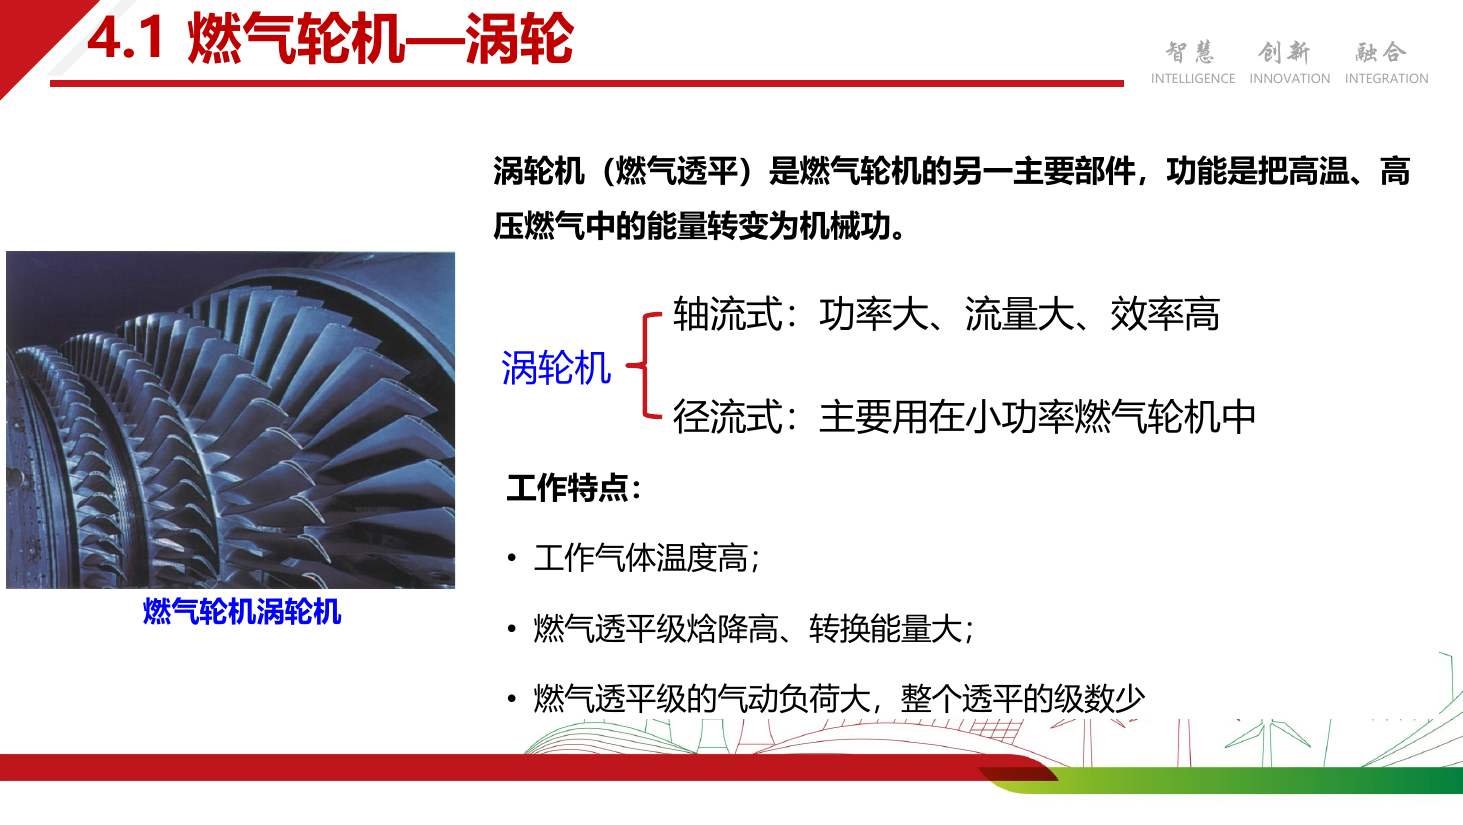 4.1 燃气轮机—涡轮
智慧 创新 融合
INTELLIGENCE INNOVATION INTEGRATION
涡轮机（燃气透平）是燃气轮机的另一主要部件，功能是把高温、高
压燃气中的能量转变为机械功。
轴流式：功率大、流量大、效率高
涡轮机
径流式：主要用在小功率燃气轮机中
工作特点：
• 工作气体温度高；
燃气轮机涡轮机
• 燃气透平级焓降高、转换能量大；
• 燃气透平级的气动负荷大，整个透平的级数少